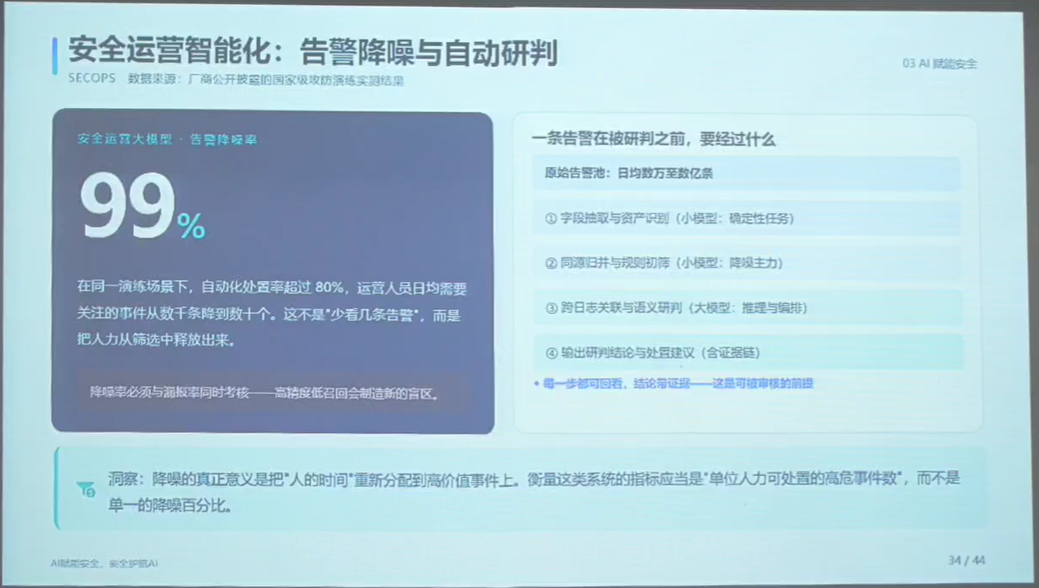 安全运营智能化：告警降噪与自动研判
SECOPS 数据来源：厂商公开披露的国家级攻防演练实测结果
03 AI 赋能安全
安全运营大模型 · 告警降噪率
99%
在同一演练场景下，自动化处置率超过 80%，运营人员日均需要
关注的事件从数千条降到数十个。这不是"少看几条告警"，而是
把人力从筛选中释放出来。
降噪率必须与漏报率同时考核——高精度低召回会制造新的盲区。
一条告警在被研判之前，要经过什么
原始告警池：日均数万至数亿条
① 字段抽取与资产识别（小模型：确定性任务）
② 同源归并与规则初筛（小模型：降噪主力）
③ 跨日志关联与语义研判（大模型：推理与编排）
④ 输出研判结论与处置建议（含证据链）
• 每一步都可回看，结论带证据——这是可被审核的前提
洞察：降噪的真正意义是把"人的时间"重新分配到高价值事件上。衡量这类系统的指标应当是"单位人力可处置的高危事件数"，而不是
单一的降噪百分比。
AI赋能安全，安全护航AI
34 / 44